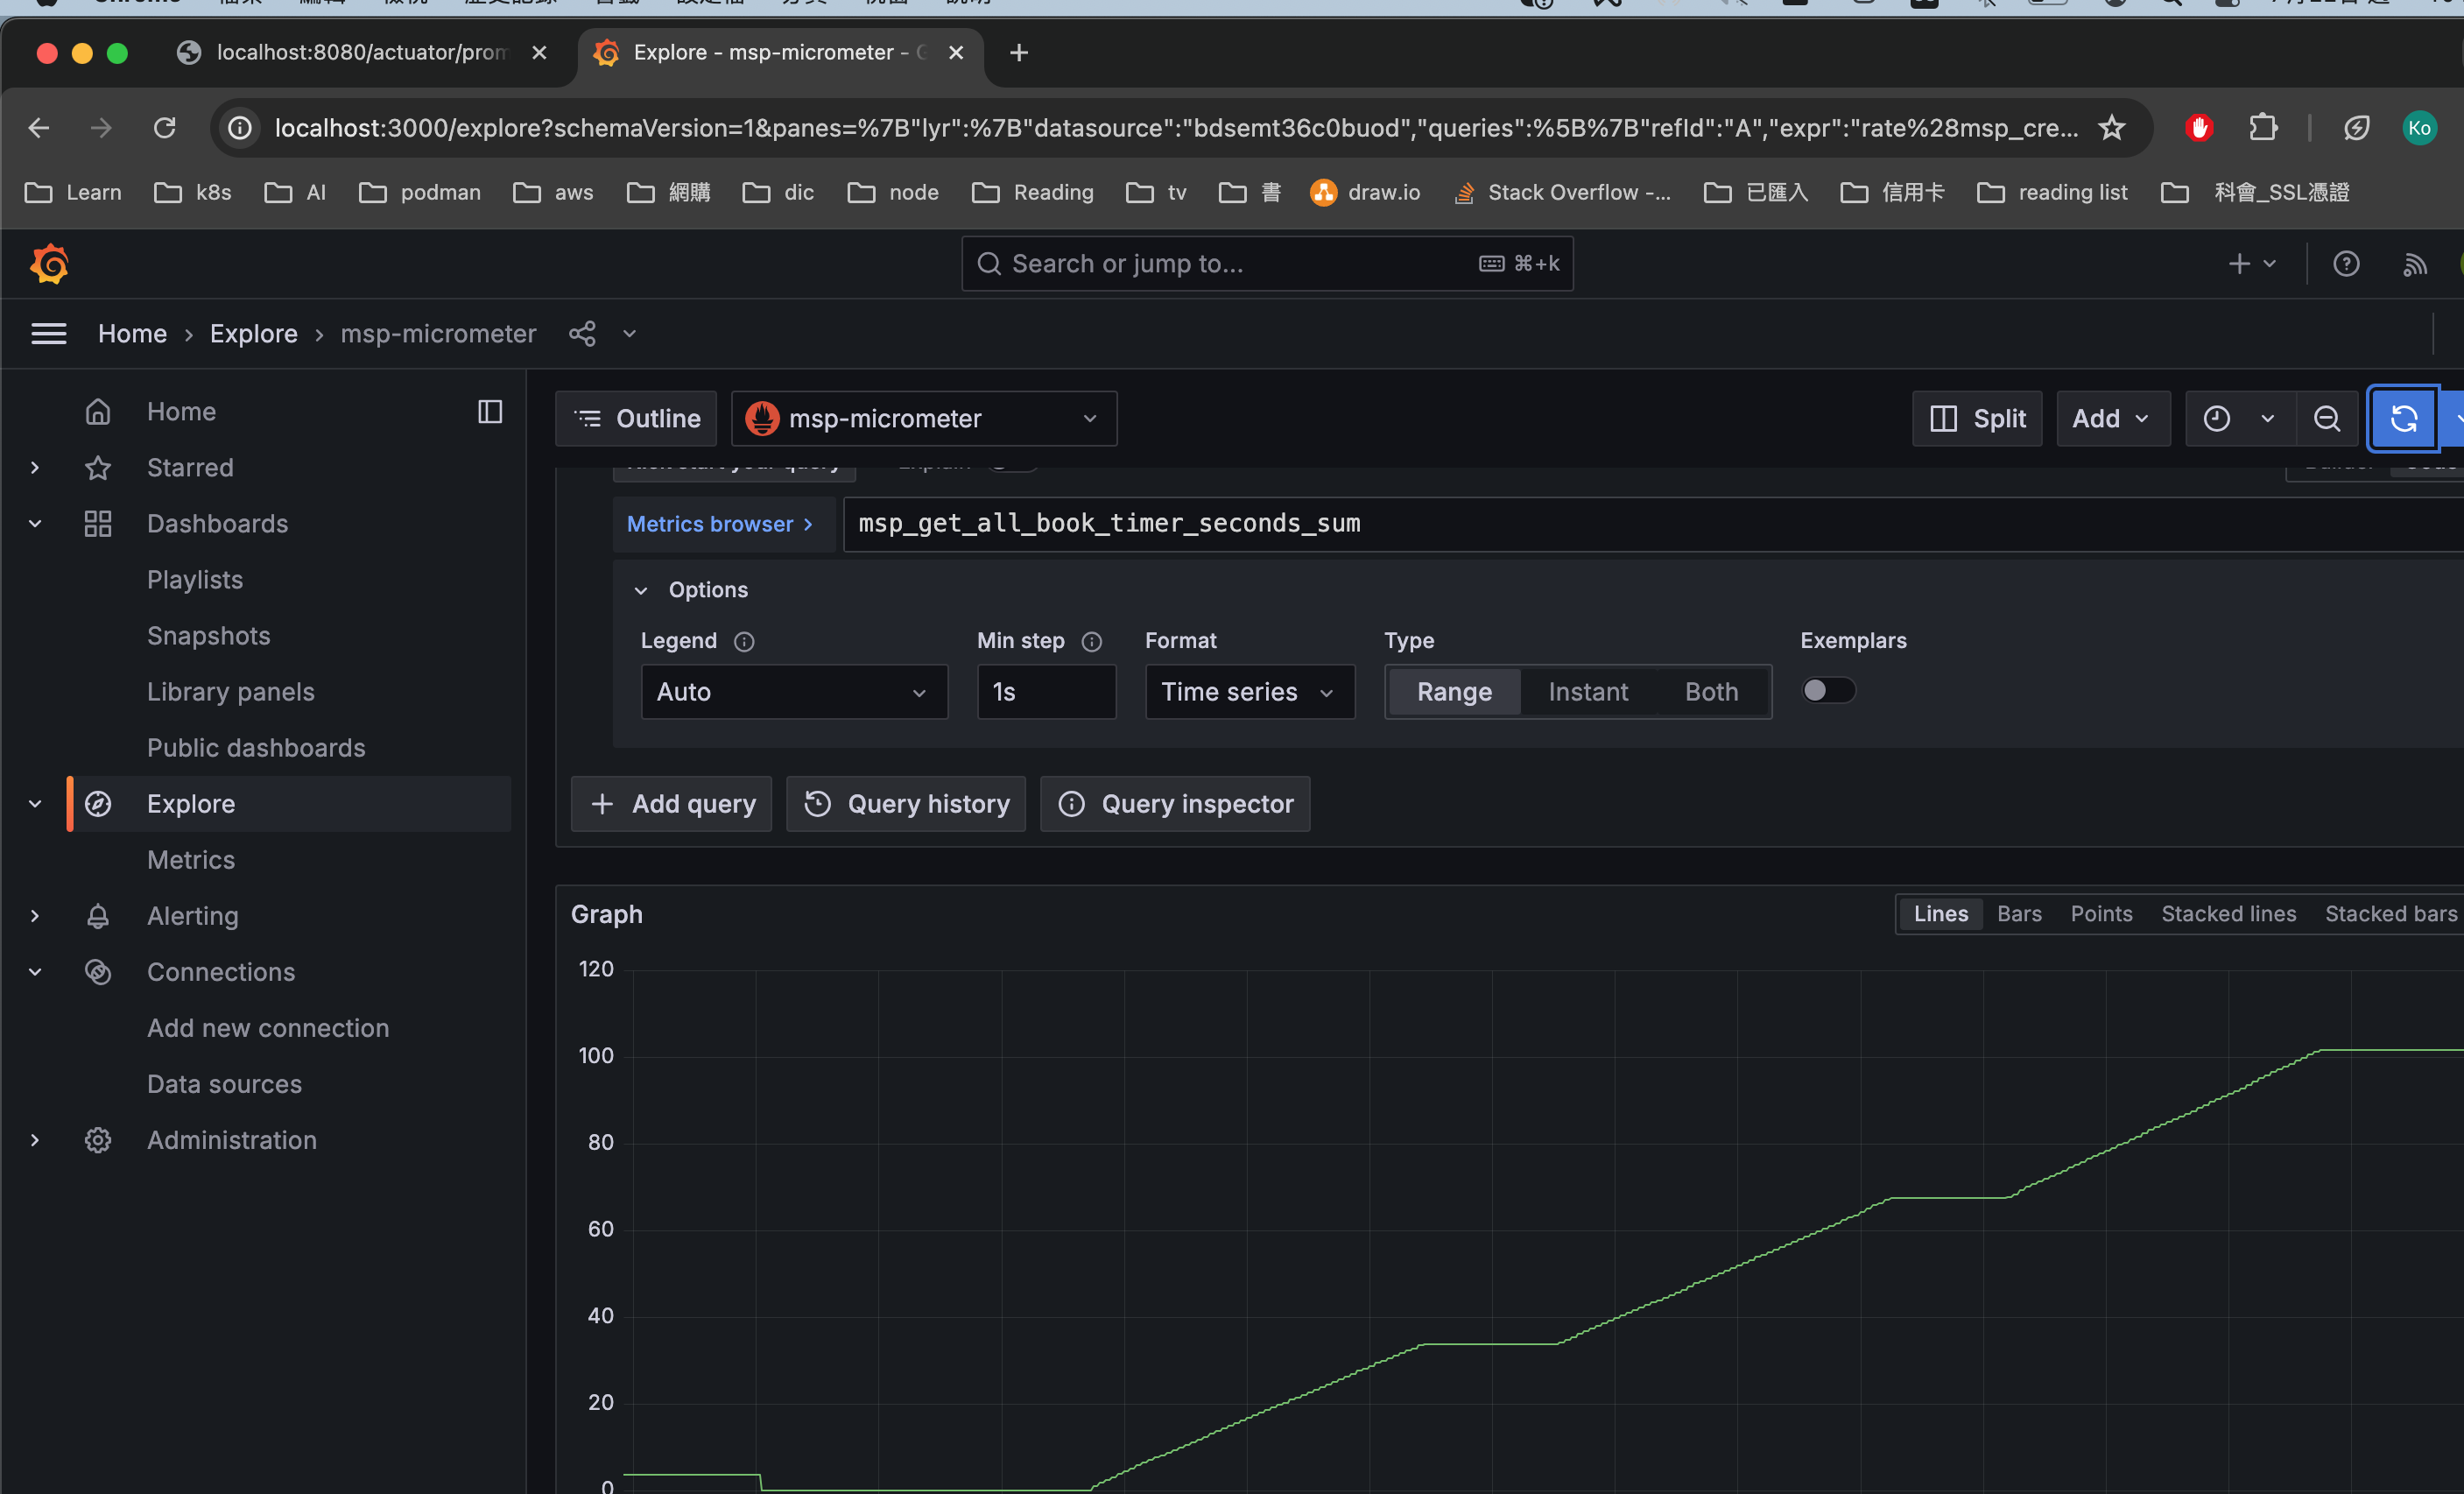 localhost:8080/actuator/prom
Explore - msp-micrometer - G
localhost:3000/explore?schemaVersion=1&panes=%7B"lyr":%7B"datasource":"bdsemt36c0buod","queries":%5B%7B"refId":"A","expr":"rate%28msp_cre...
Ko
Learn k8s AI podman aws 網購 dic node Reading tv 書 draw.io Stack Overflow -... 已匯入 信用卡 reading list 科會_SSL憑證
Search or jump to... ⌘+k
Home › Explore › msp-micrometer
Home
Starred
Dashboards
Playlists
Snapshots
Library panels
Public dashboards
Explore
Metrics
Alerting
Connections
Add new connection
Data sources
Administration
Outline msp-micrometer Split Add
Metrics browser › msp_get_all_book_timer_seconds_sum
Options
Legend Min step Format Type Exemplars
Auto 1s Time series Range Instant Both
+ Add query Query history Query inspector
Graph Lines Bars Points Stacked lines Stacked bars
120
100
80
60
40
20
0